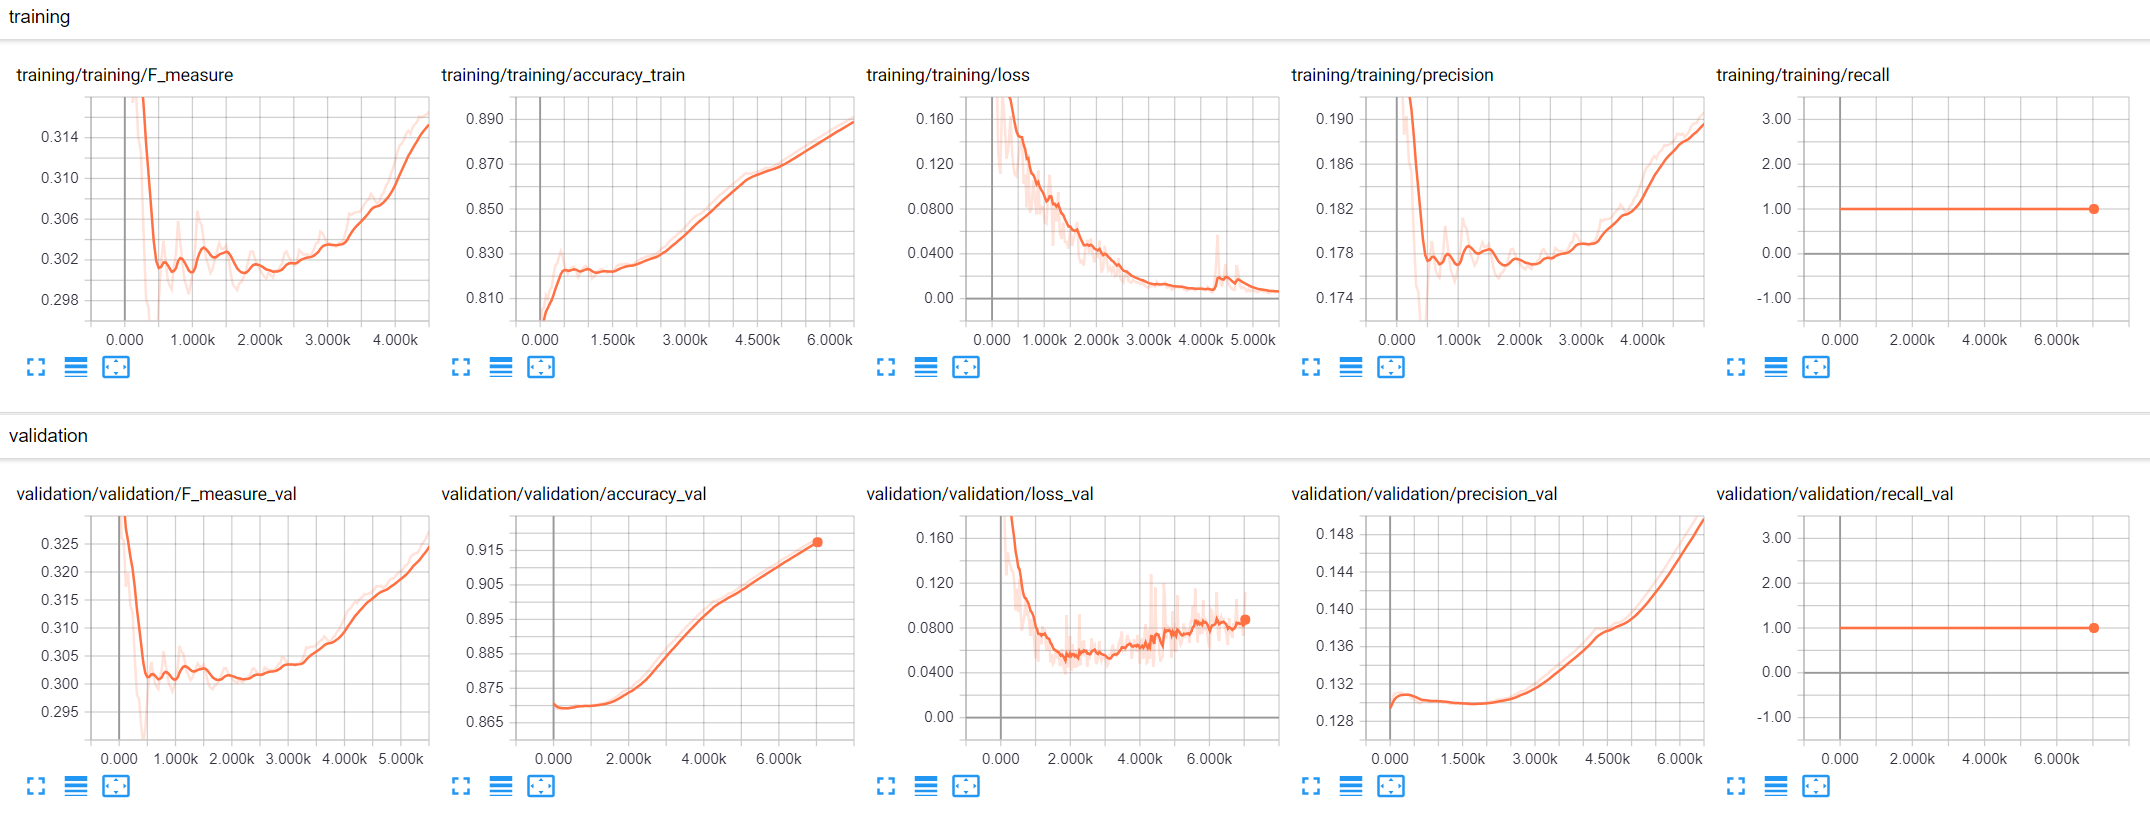 training
training/training/F_measure
0.314
0.310
0.306
0.302
0.298
0.000 1.000k 2.000k 3.000k 4.000k
training/training/accuracy_train
0.890
0.870
0.850
0.830
0.810
0.000 1.500k 3.000k 4.500k 6.000k
training/training/loss
0.160
0.120
0.0800
0.0400
0.00
0.000 1.000k 2.000k 3.000k 4.000k 5.000k
training/training/precision
0.190
0.186
0.182
0.178
0.174
0.000 1.000k 2.000k 3.000k 4.000k
training/training/recall
3.00
2.00
1.00
0.00
-1.00
0.000 2.000k 4.000k 6.000k
validation
validation/validation/F_measure_val
0.325
0.320
0.315
0.310
0.305
0.300
0.295
0.000 1.000k 2.000k 3.000k 4.000k 5.000k
validation/validation/accuracy_val
0.915
0.905
0.895
0.885
0.875
0.865
0.000 2.000k 4.000k 6.000k
validation/validation/loss_val
0.160
0.120
0.0800
0.0400
0.00
0.000 2.000k 4.000k 6.000k
validation/validation/precision_val
0.148
0.144
0.140
0.136
0.132
0.128
0.000 1.500k 3.000k 4.500k 6.000k
validation/validation/recall_val
3.00
2.00
1.00
0.00
-1.00
0.000 2.000k 4.000k 6.000k